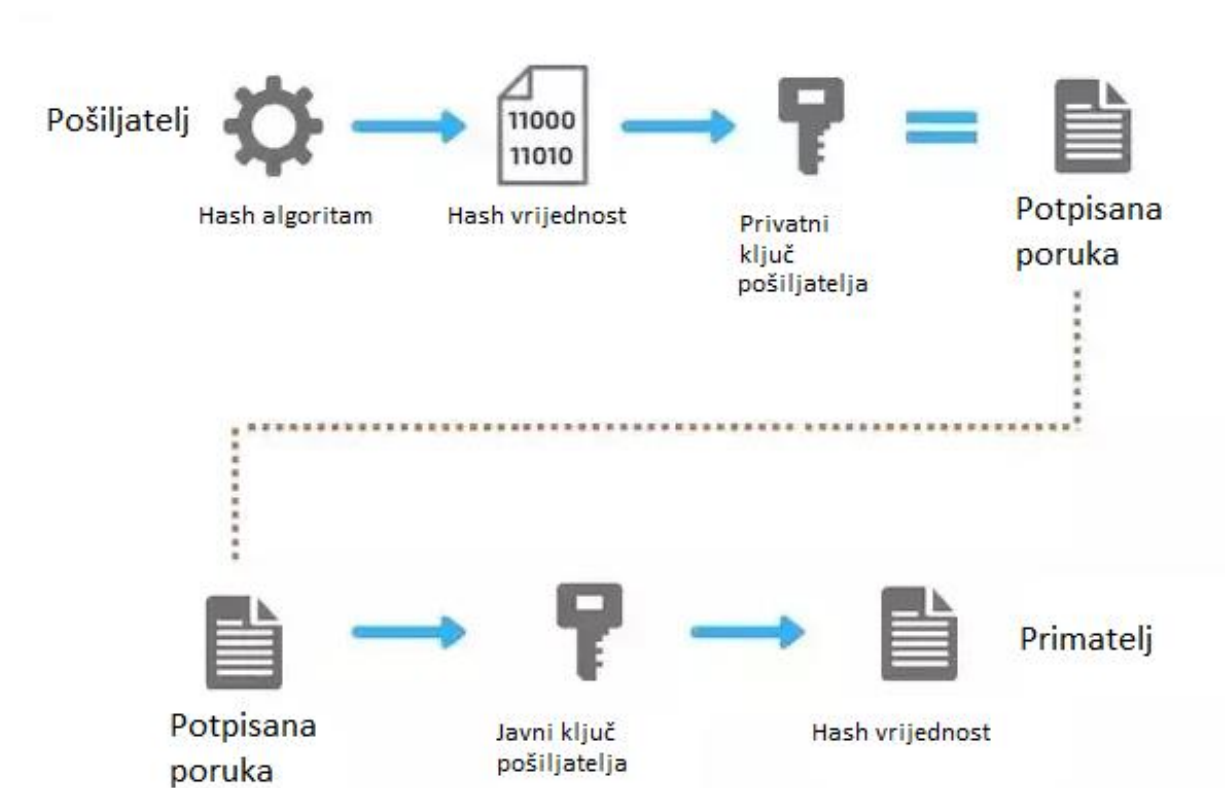 Pošiljatelj
11000
11010
Hash algoritam
Hash vrijednost
Privatni
ključ
pošiljatelja
Potpisana
poruka
Potpisana
poruka
Javni ključ
pošiljatelja
Hash vrijednost
Primatelj